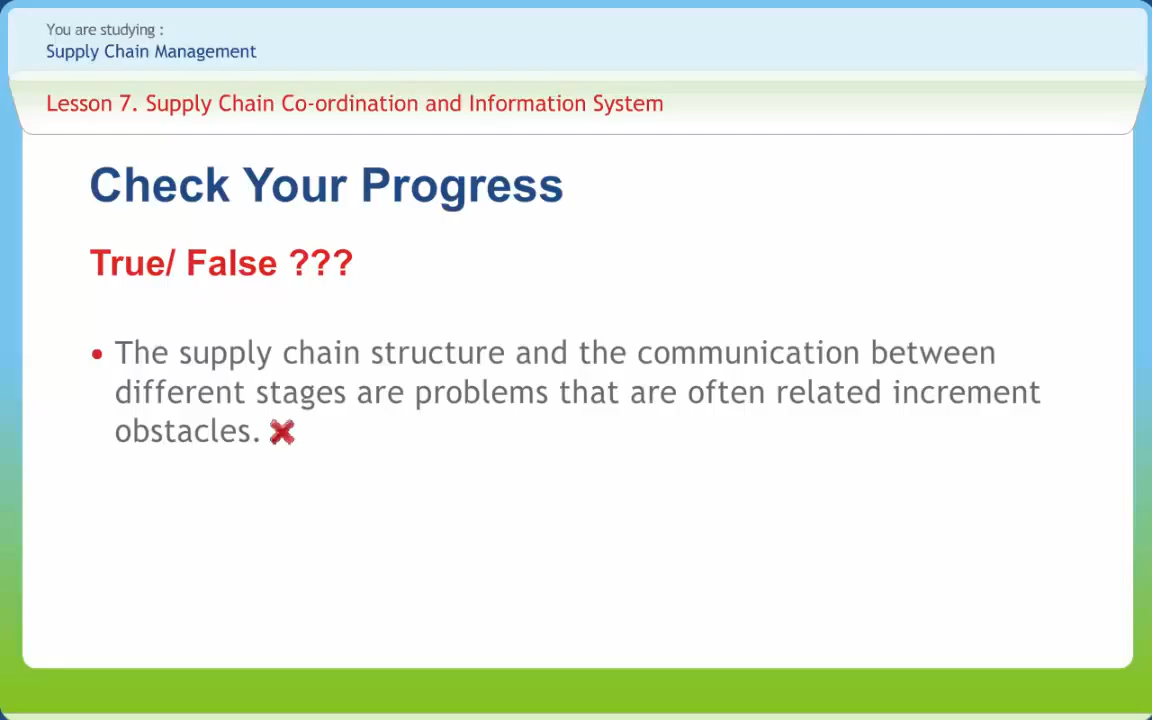 You are studying :
Supply Chain Management
Lesson 7. Supply Chain Co-ordination and Information System
Check Your Progress
True/ False ???
• The supply chain structure and the communication between
different stages are problems that are often related increment
obstacles.